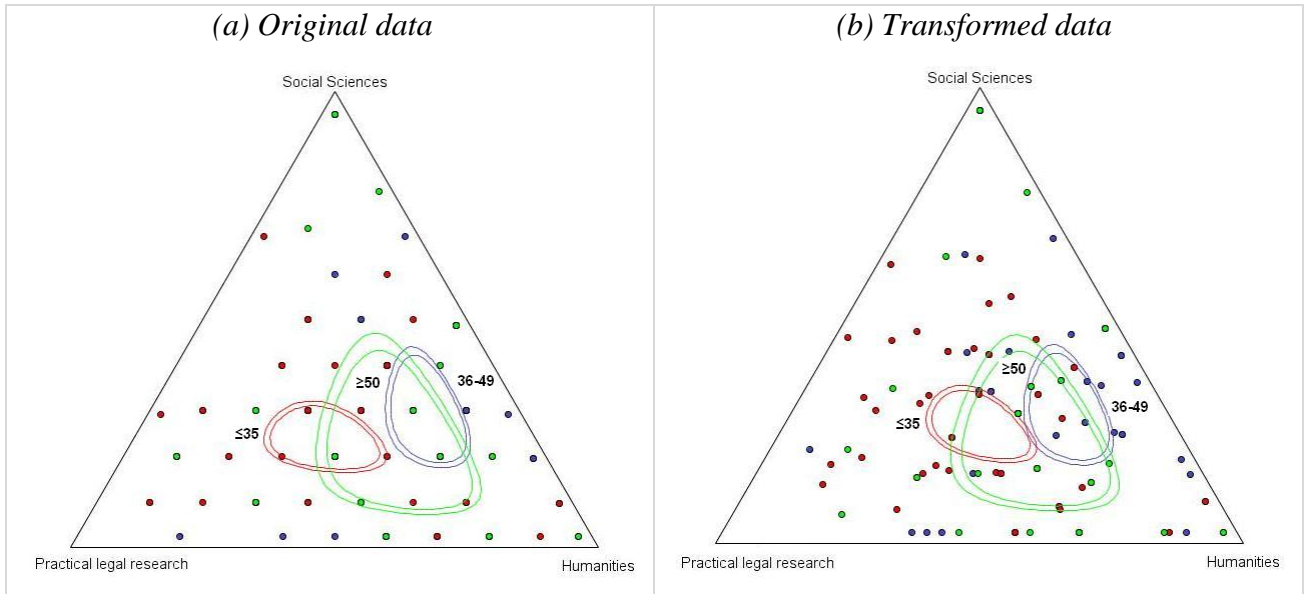 (a) Original data
Social Sciences
≥50
36-49
≤35
Practical legal research
Humanities
(b) Transformed data
Social Sciences
≥50
36-49
≤35
Practical legal research
Humanities